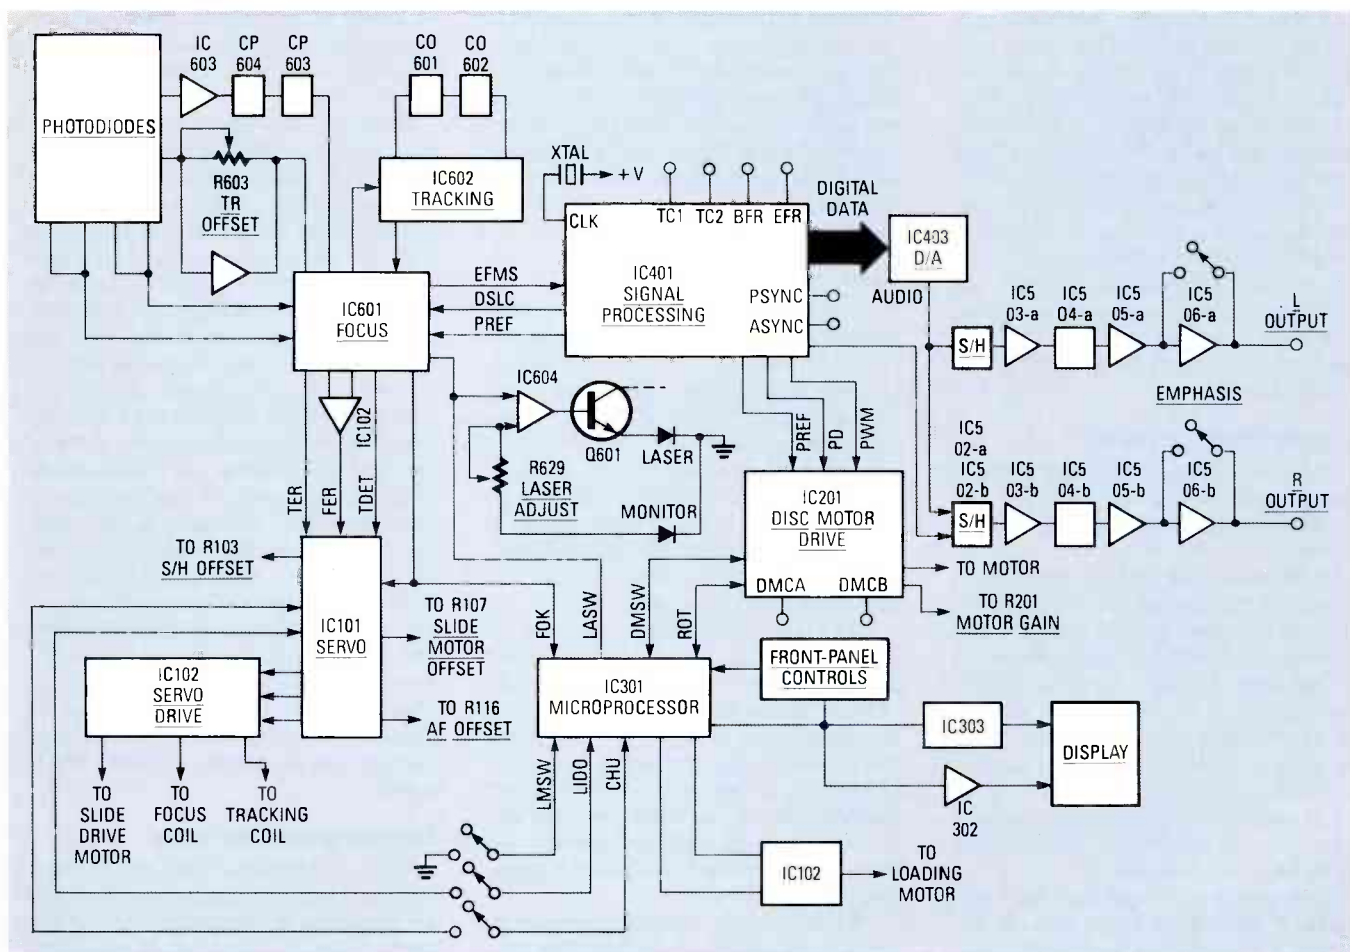 IC
603
CP
604
CP
603
CO
601
CO
602
PHOTODIODES
R603
TR
OFFSET
IC602
TRACKING
XTAL
+V
CLK
TC1
TC2
BFR
EFR
DIGITAL
DATA
IC401
SIGNAL
PROCESSING
PSYNC
ASYNC
IC403
D/A
AUDIO
IC601
FOCUS
EFMS
DSLC
PREF
S/H
IC5
03-a
IC5
04-a
IC5
05-a
IC5
06-a
L
OUTPUT
EMPHASIS
IC604
Q601
LASER
R629
LASER
ADJUST
MONITOR
IC102
TER
FER
TDET
PREF
PD
PWM
IC5
02-a
IC5
02-b
S/H
IC5
03-b
IC5
04-b
IC5
05-b
IC5
06-b
R
OUTPUT
IC201
DISC MOTOR
DRIVE
DMCA
DMCB
TO MOTOR
TO R201
MOTOR GAIN
TO R103
S/H OFFSET
IC101
SERVO
TO R107
SLIDE
MOTOR
OFFSET
TO R116
AF OFFSET
FOK
LASW
DMSW
ROT
IC102
SERVO
DRIVE
TO
SLIDE
DRIVE
MOTOR
TO
FOCUS
COIL
TO
TRACKING
COIL
IC301
MICROPROCESSOR
FRONT-PANEL
CONTROLS
IC303
IC
302
DISPLAY
LMSW
LIDO
CHU
IC102
TO
LOADING
MOTOR